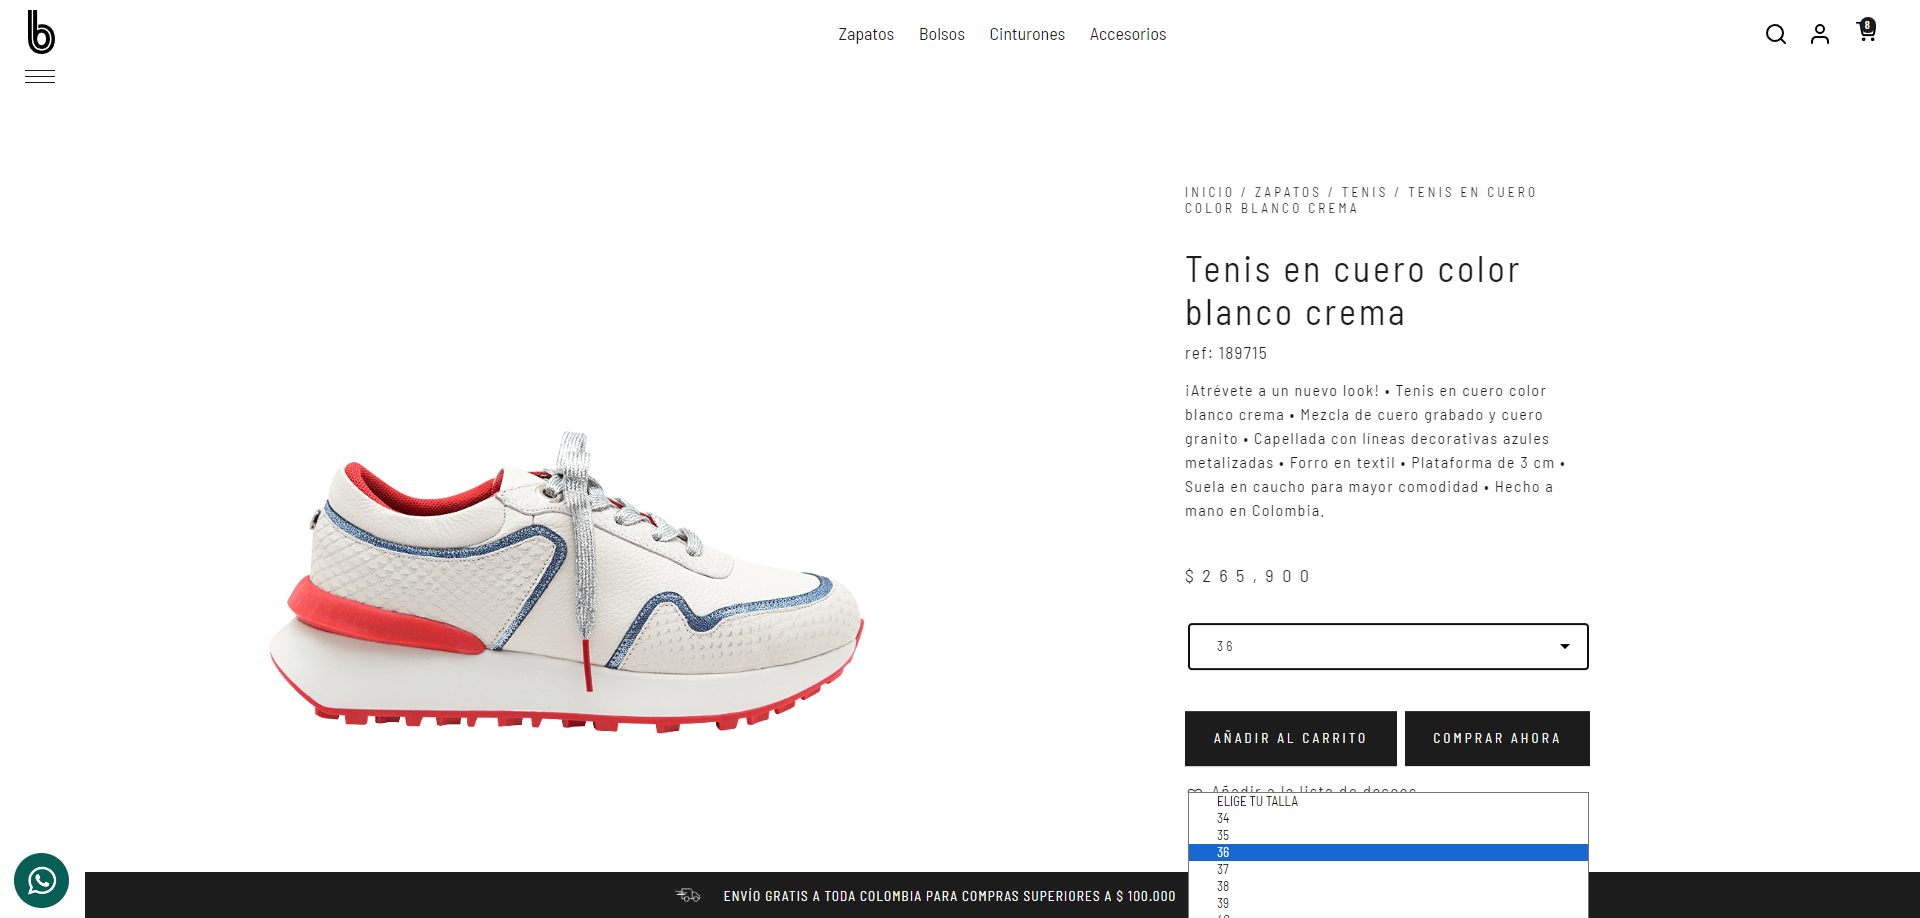 b
Zapatos Bolsos Cinturones Accesorios
8
INICIO / ZAPATOS / TENIS / TENIS EN CUERO
COLOR BLANCO CREMA
Tenis en cuero color
blanco crema
ref: 189715
¡Atrévete a un nuevo look! • Tenis en cuero color
blanco crema • Mezcla de cuero grabado y cuero
granito • Capellada con líneas decorativas azules
metalizadas • Forro en textil • Plataforma de 3 cm •
Suela en caucho para mayor comodidad • Hecho a
mano en Colombia.
$265,900
36
AÑADIR AL CARRITO COMPRAR AHORA
Añadir a la lista de deseos
ELIGE TU TALLA
34
35
36
37
38
39
ENVÍO GRATIS A TODA COLOMBIA PARA COMPRAS SUPERIORES A $ 100.000